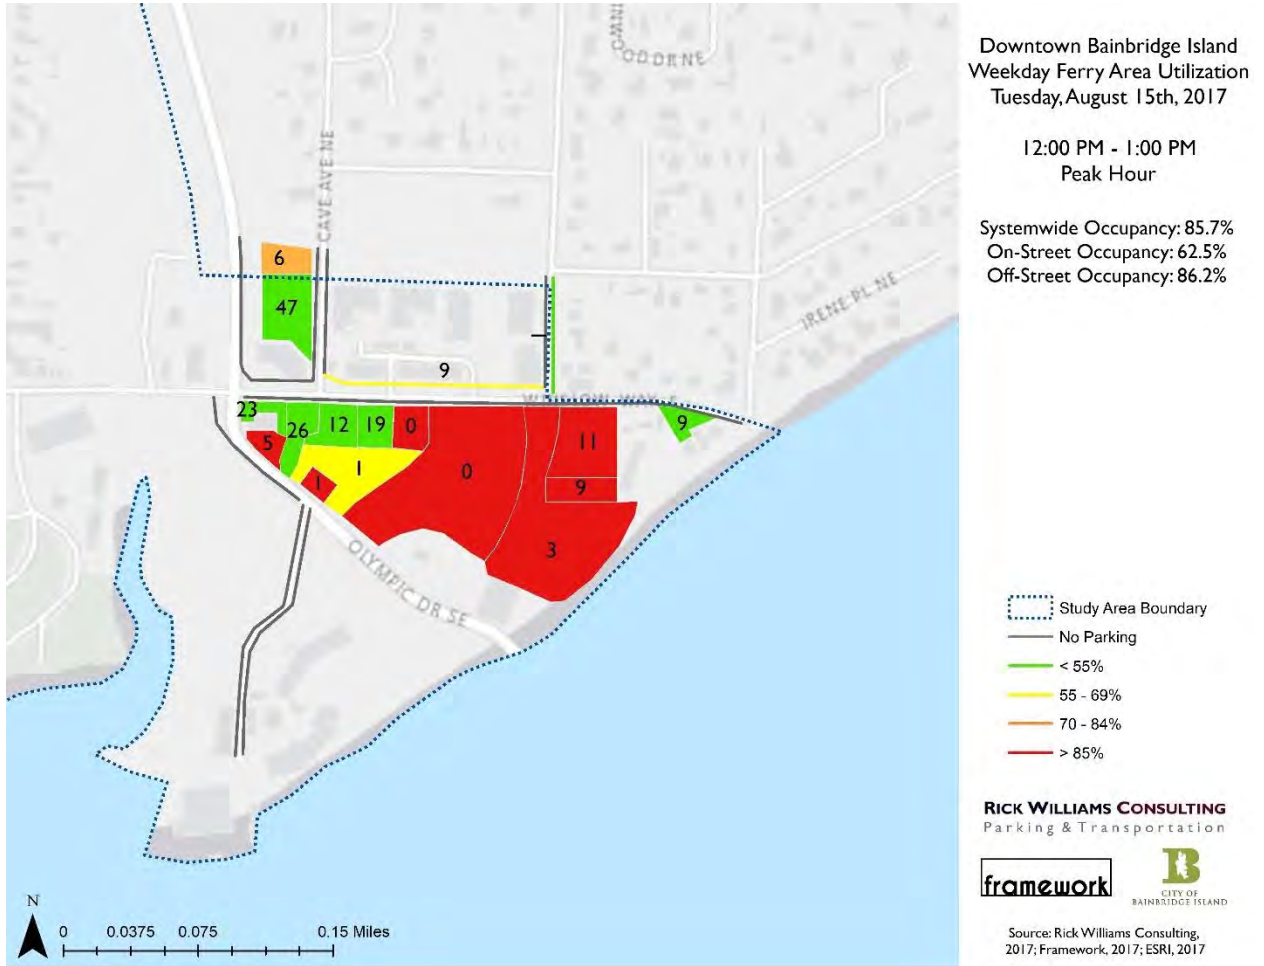 Downtown Bainbridge Island
Weekday Ferry Area Utilization
Tuesday, August 15th, 2017
12:00 PM - 1:00 PM
Peak Hour
Systemwide Occupancy: 85.7%
On-Street Occupancy: 62.5%
Off-Street Occupancy: 86.2%
ODDR NE
CAVE AVE NE
IRENE PL NE
6
47
9
WINSLOW WAY E
23
26
12
19
0
5
1
1
0
11
9
3
9
OLYMPIC DR SE
Study Area Boundary
No Parking
< 55%
55 - 69%
70 - 84%
> 85%
RICK WILLIAMS CONSULTING
Parking & Transportation
framework
B
CITY OF
BAINBRIDGE ISLAND
Source: Rick Williams Consulting,
2017; Framework, 2017; ESRI, 2017
N
0 0.0375 0.075 0.15 Miles